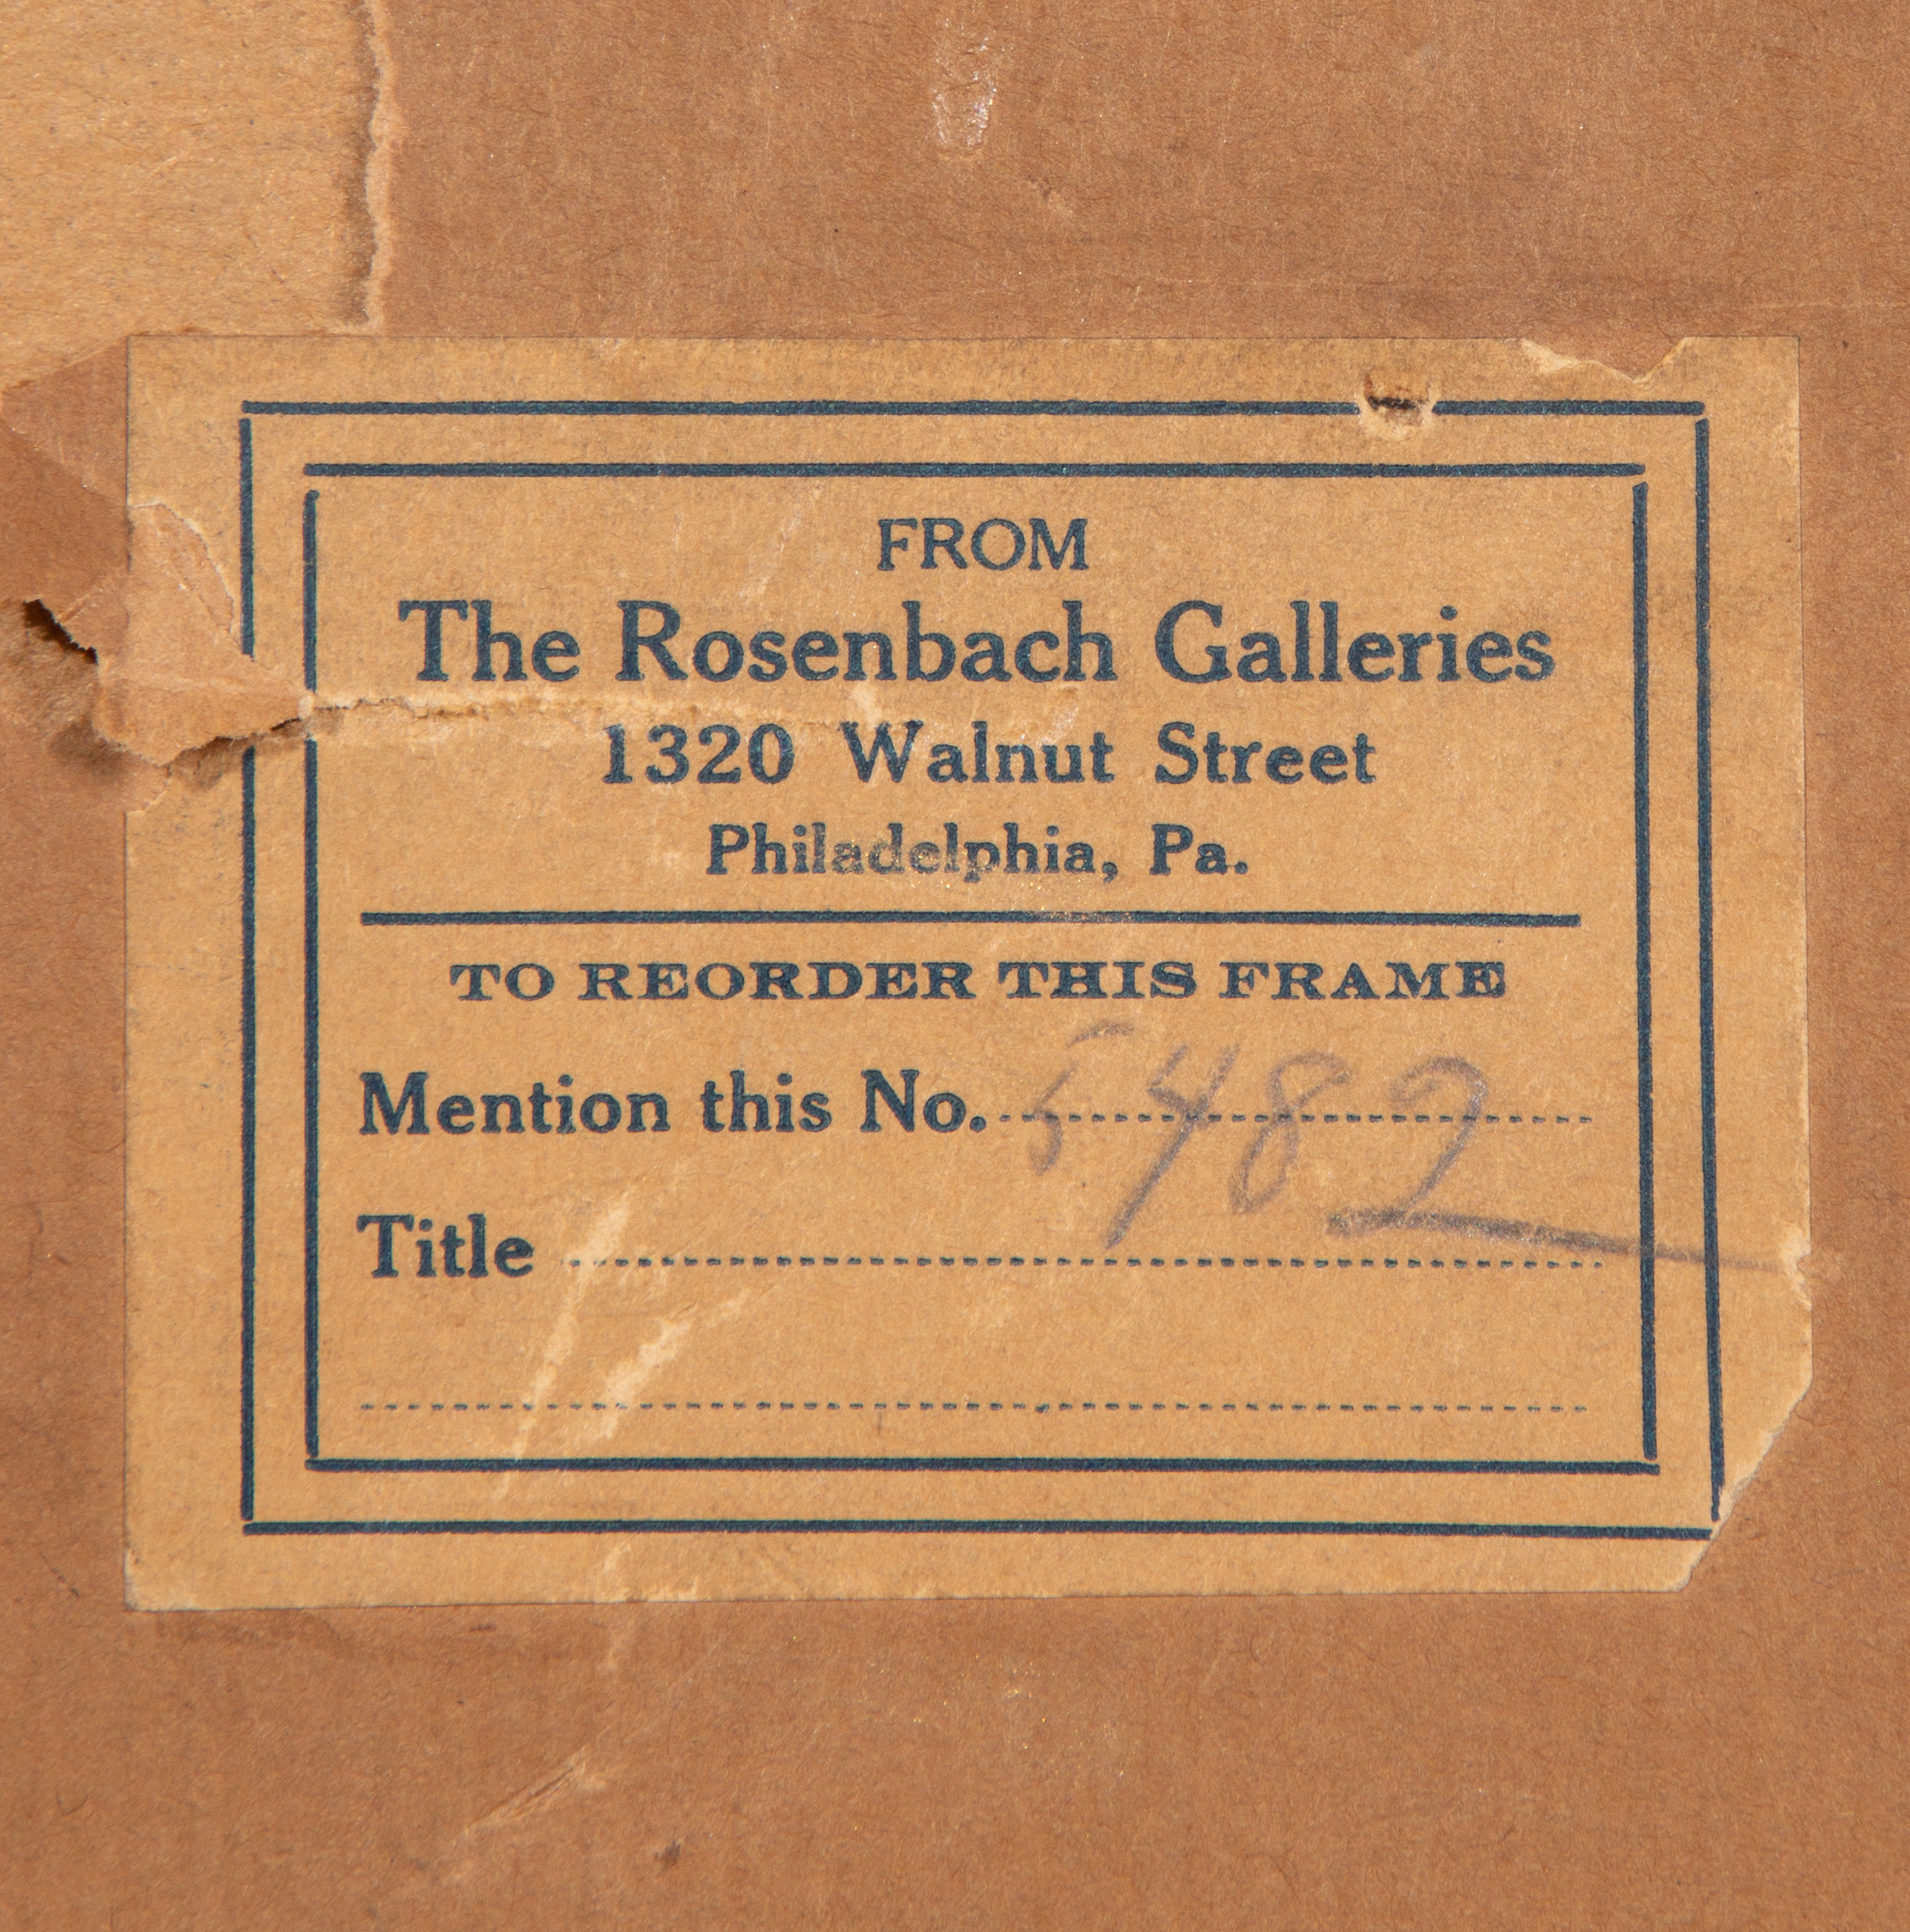 FROM
The Rosenbach Galleries
1320 Walnut Street
Philadelphia, Pa.
TO REORDER THIS FRAME
Mention this No. 5482
Title